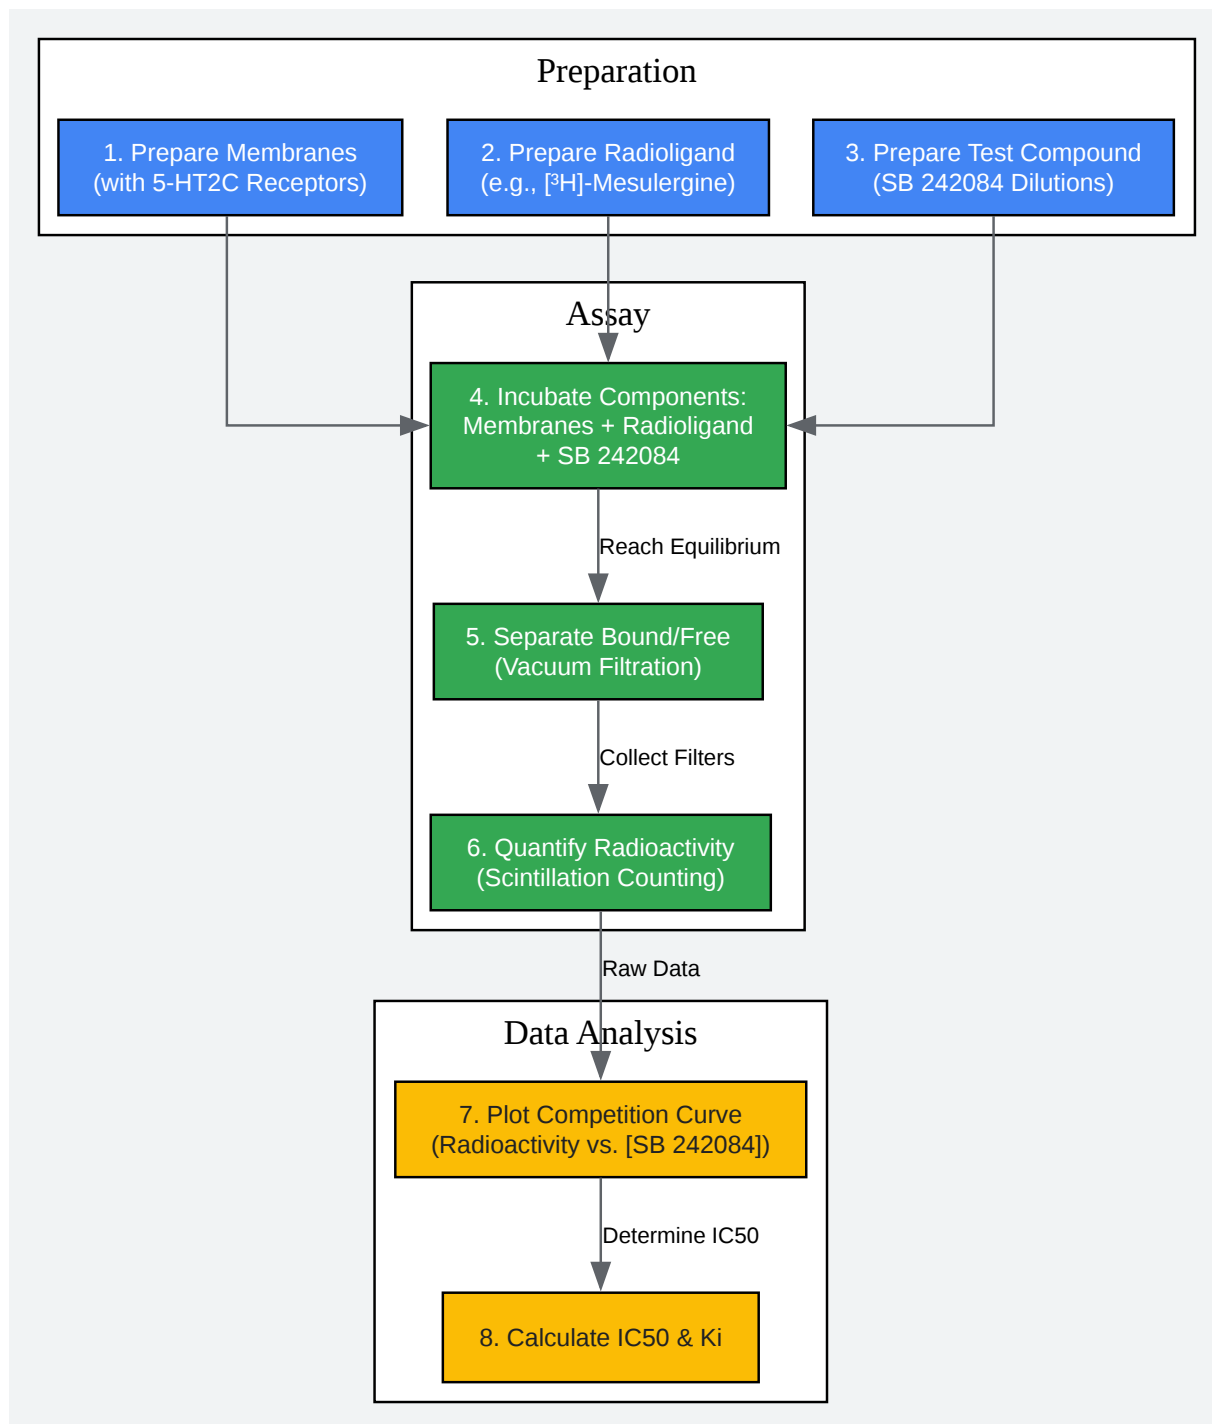 Preparation
1. Prepare Membranes
(with 5-HT2C Receptors)
2. Prepare Radioligand
(e.g., [³H]-Mesulergine)
3. Prepare Test Compound
(SB 242084 Dilutions)
Assay
4. Incubate Components:
Membranes + Radioligand
+ SB 242084
Reach Equilibrium
5. Separate Bound/Free
(Vacuum Filtration)
Collect Filters
6. Quantify Radioactivity
(Scintillation Counting)
Raw Data
Data Analysis
7. Plot Competition Curve
(Radioactivity vs. [SB 242084])
Determine IC50
8. Calculate IC50 & Ki